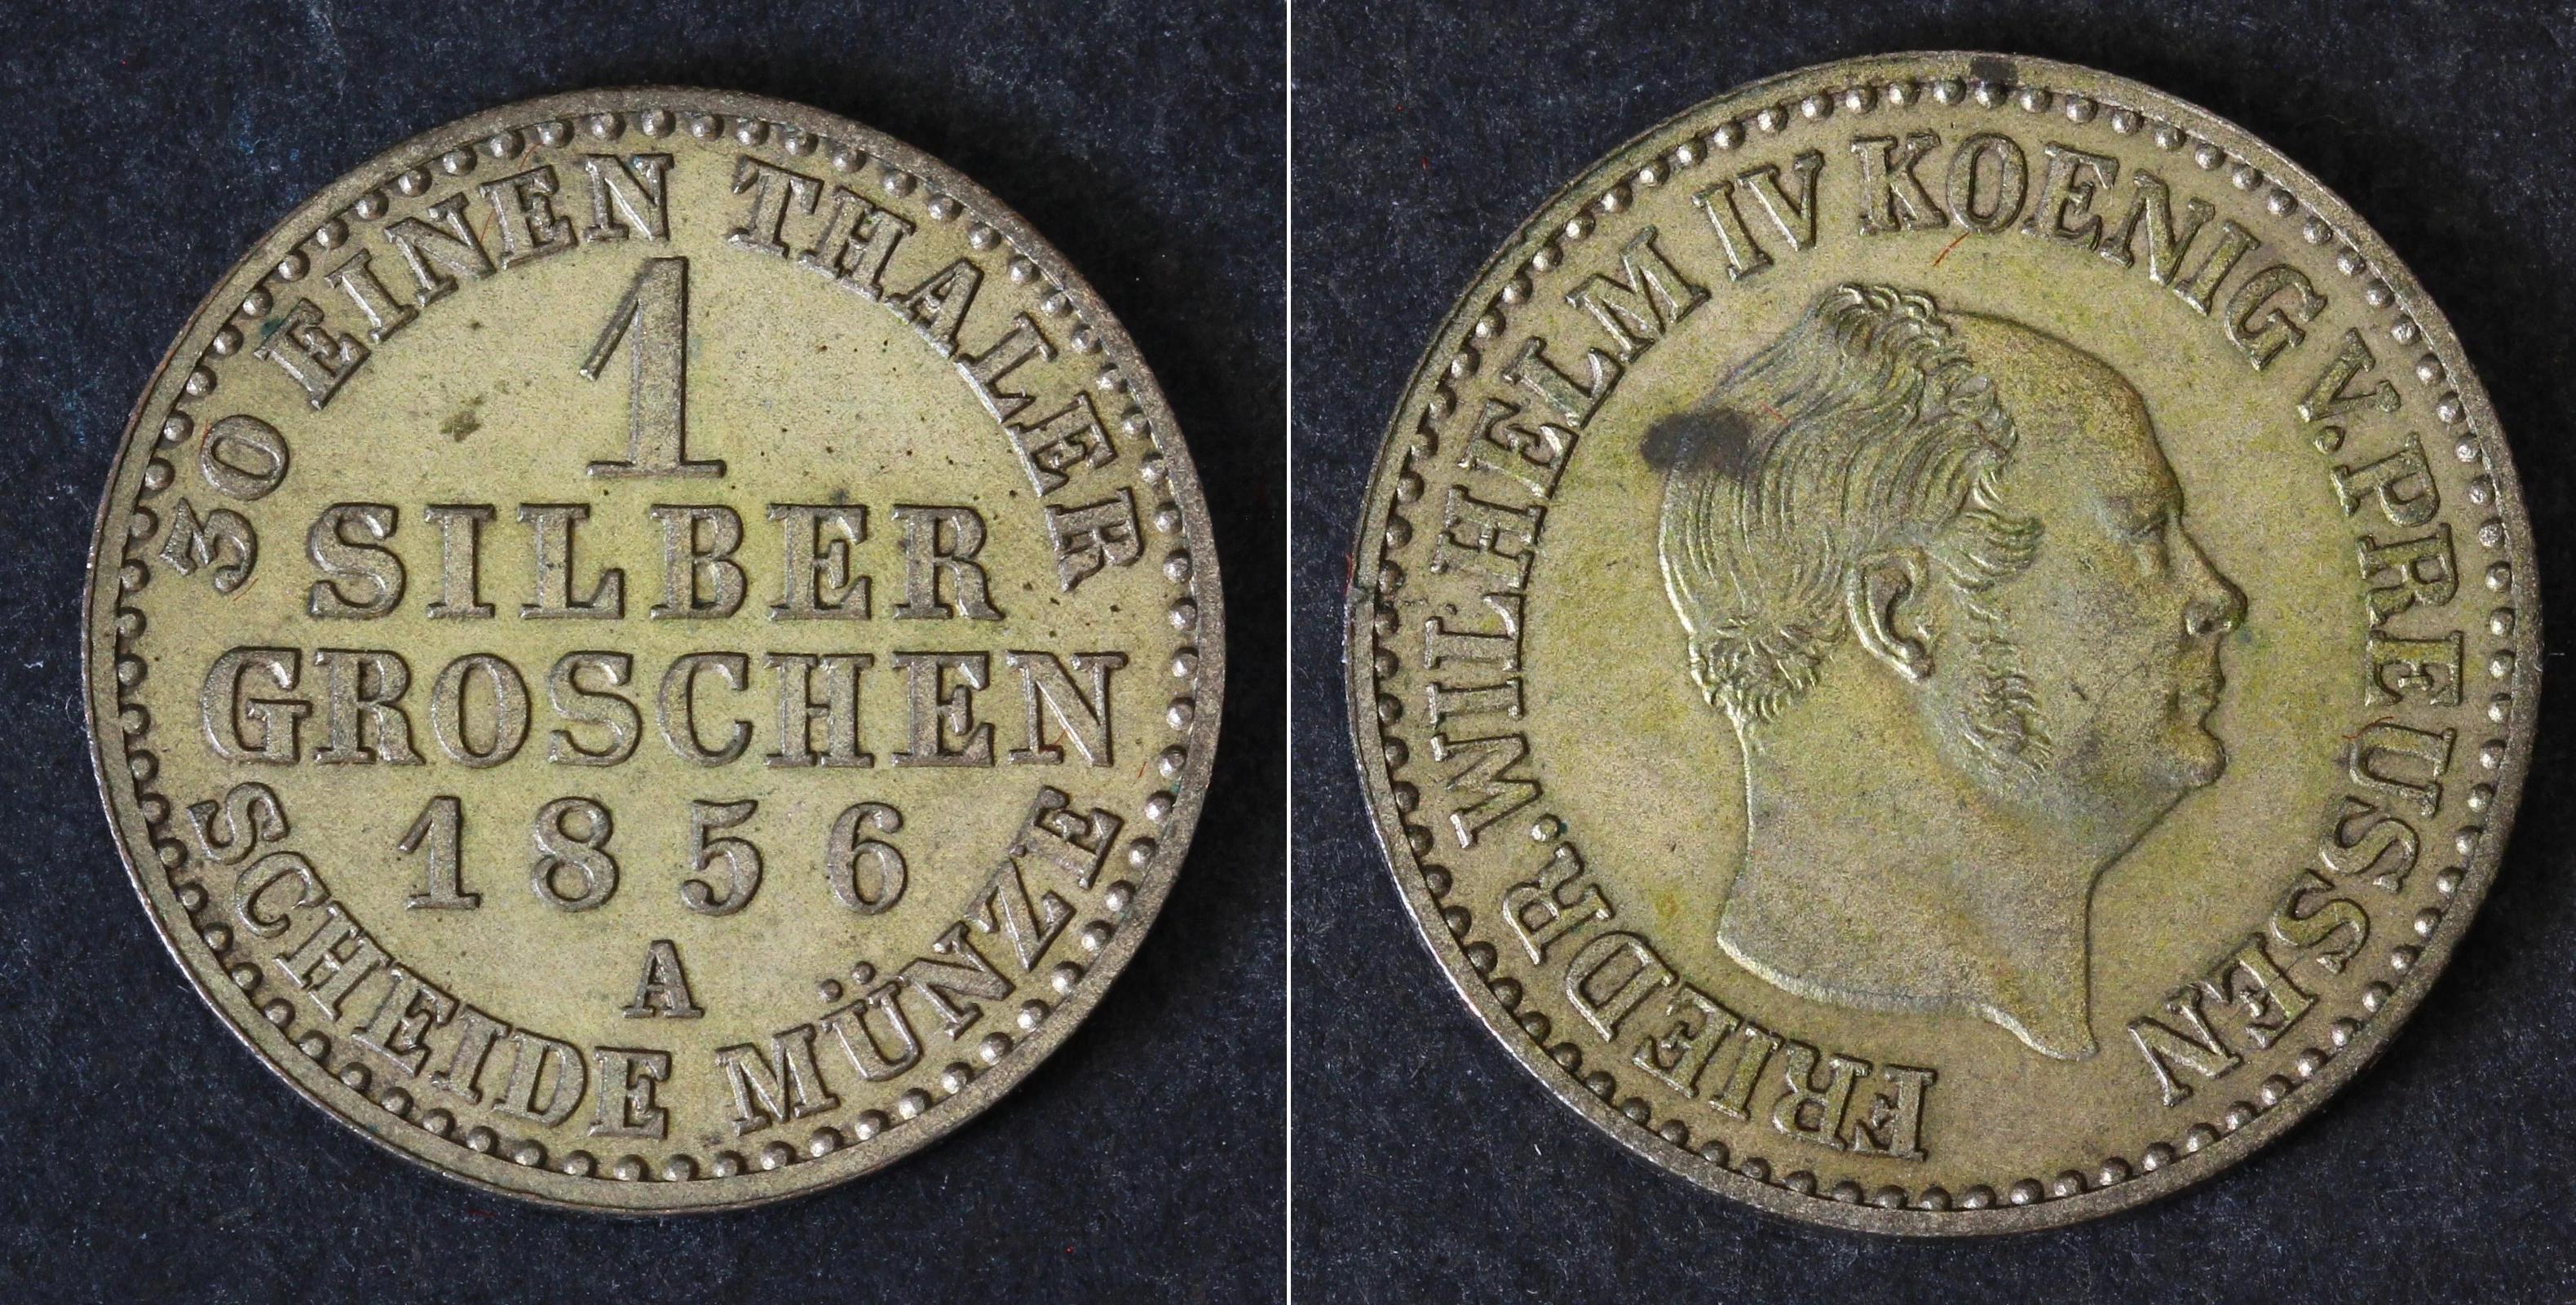 30 EINEN THALER
1
SILBER
GROSCHEN
1856
A
SCHEIDE MÜNZE
FRIEDR. WILHELM IV KOENIG V. PREUSSEN